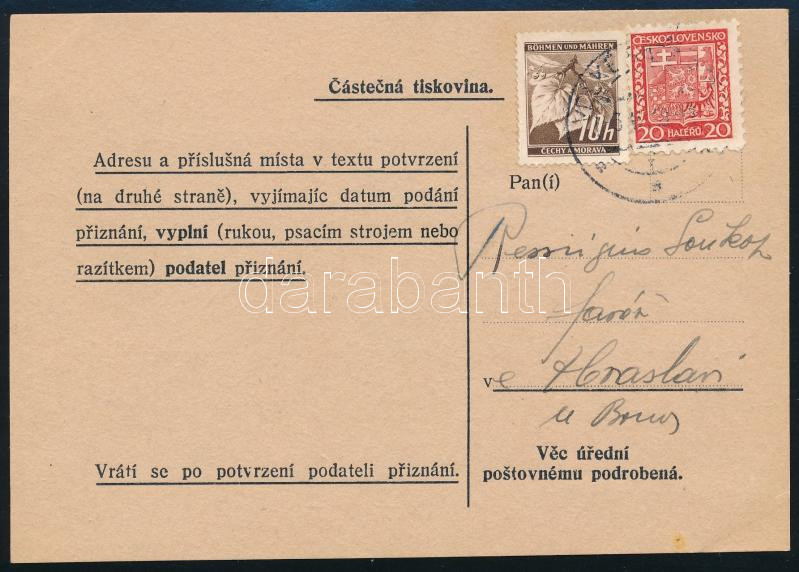 BÖHMEN UND MÄHREN
10h
ČECHY A MORAVA
ČESKOSLOVENSKO
20 HALÉŘŮ 20
Částečná tiskovina.
Adresu a příslušná místa v textu potvrzení
(na druhé straně), vyjímajíc datum podání
přiznání, vyplní (rukou, psacím strojem nebo
razítkem) podatel přiznání.
Vrátí se po potvrzení podateli přiznání.
Pan(í)
Remigius Soukop
farář
ve
u Brna
Věc úřední
poštovnému podrobená.
darabanth